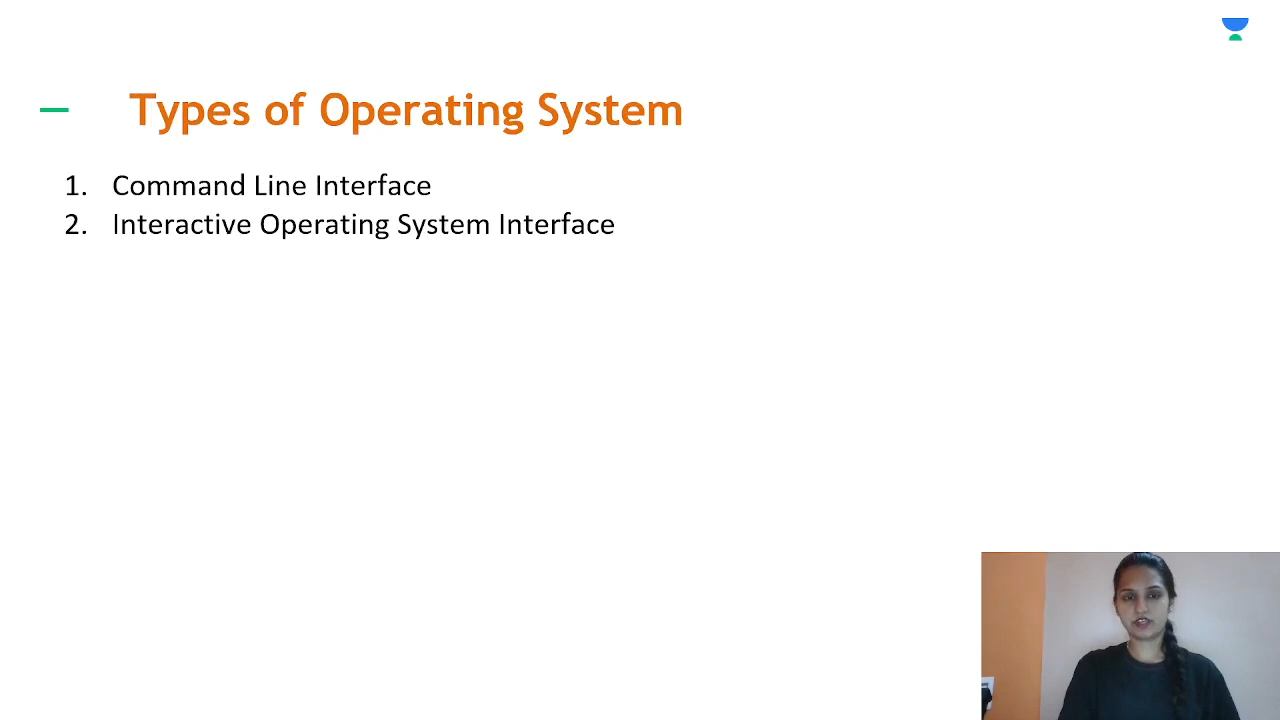 Types of Operating System
1. Command Line Interface
2. Interactive Operating System Interface